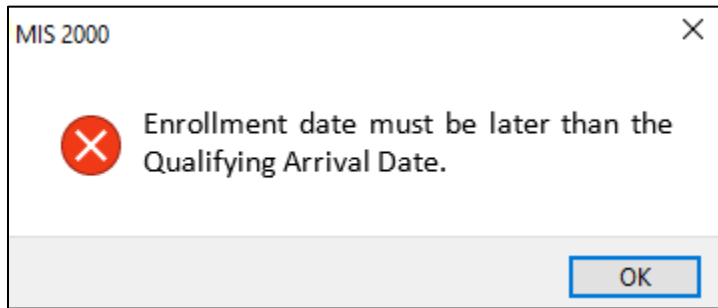 MIS 2000
Enrollment date must be later than the
Qualifying Arrival Date.
OK